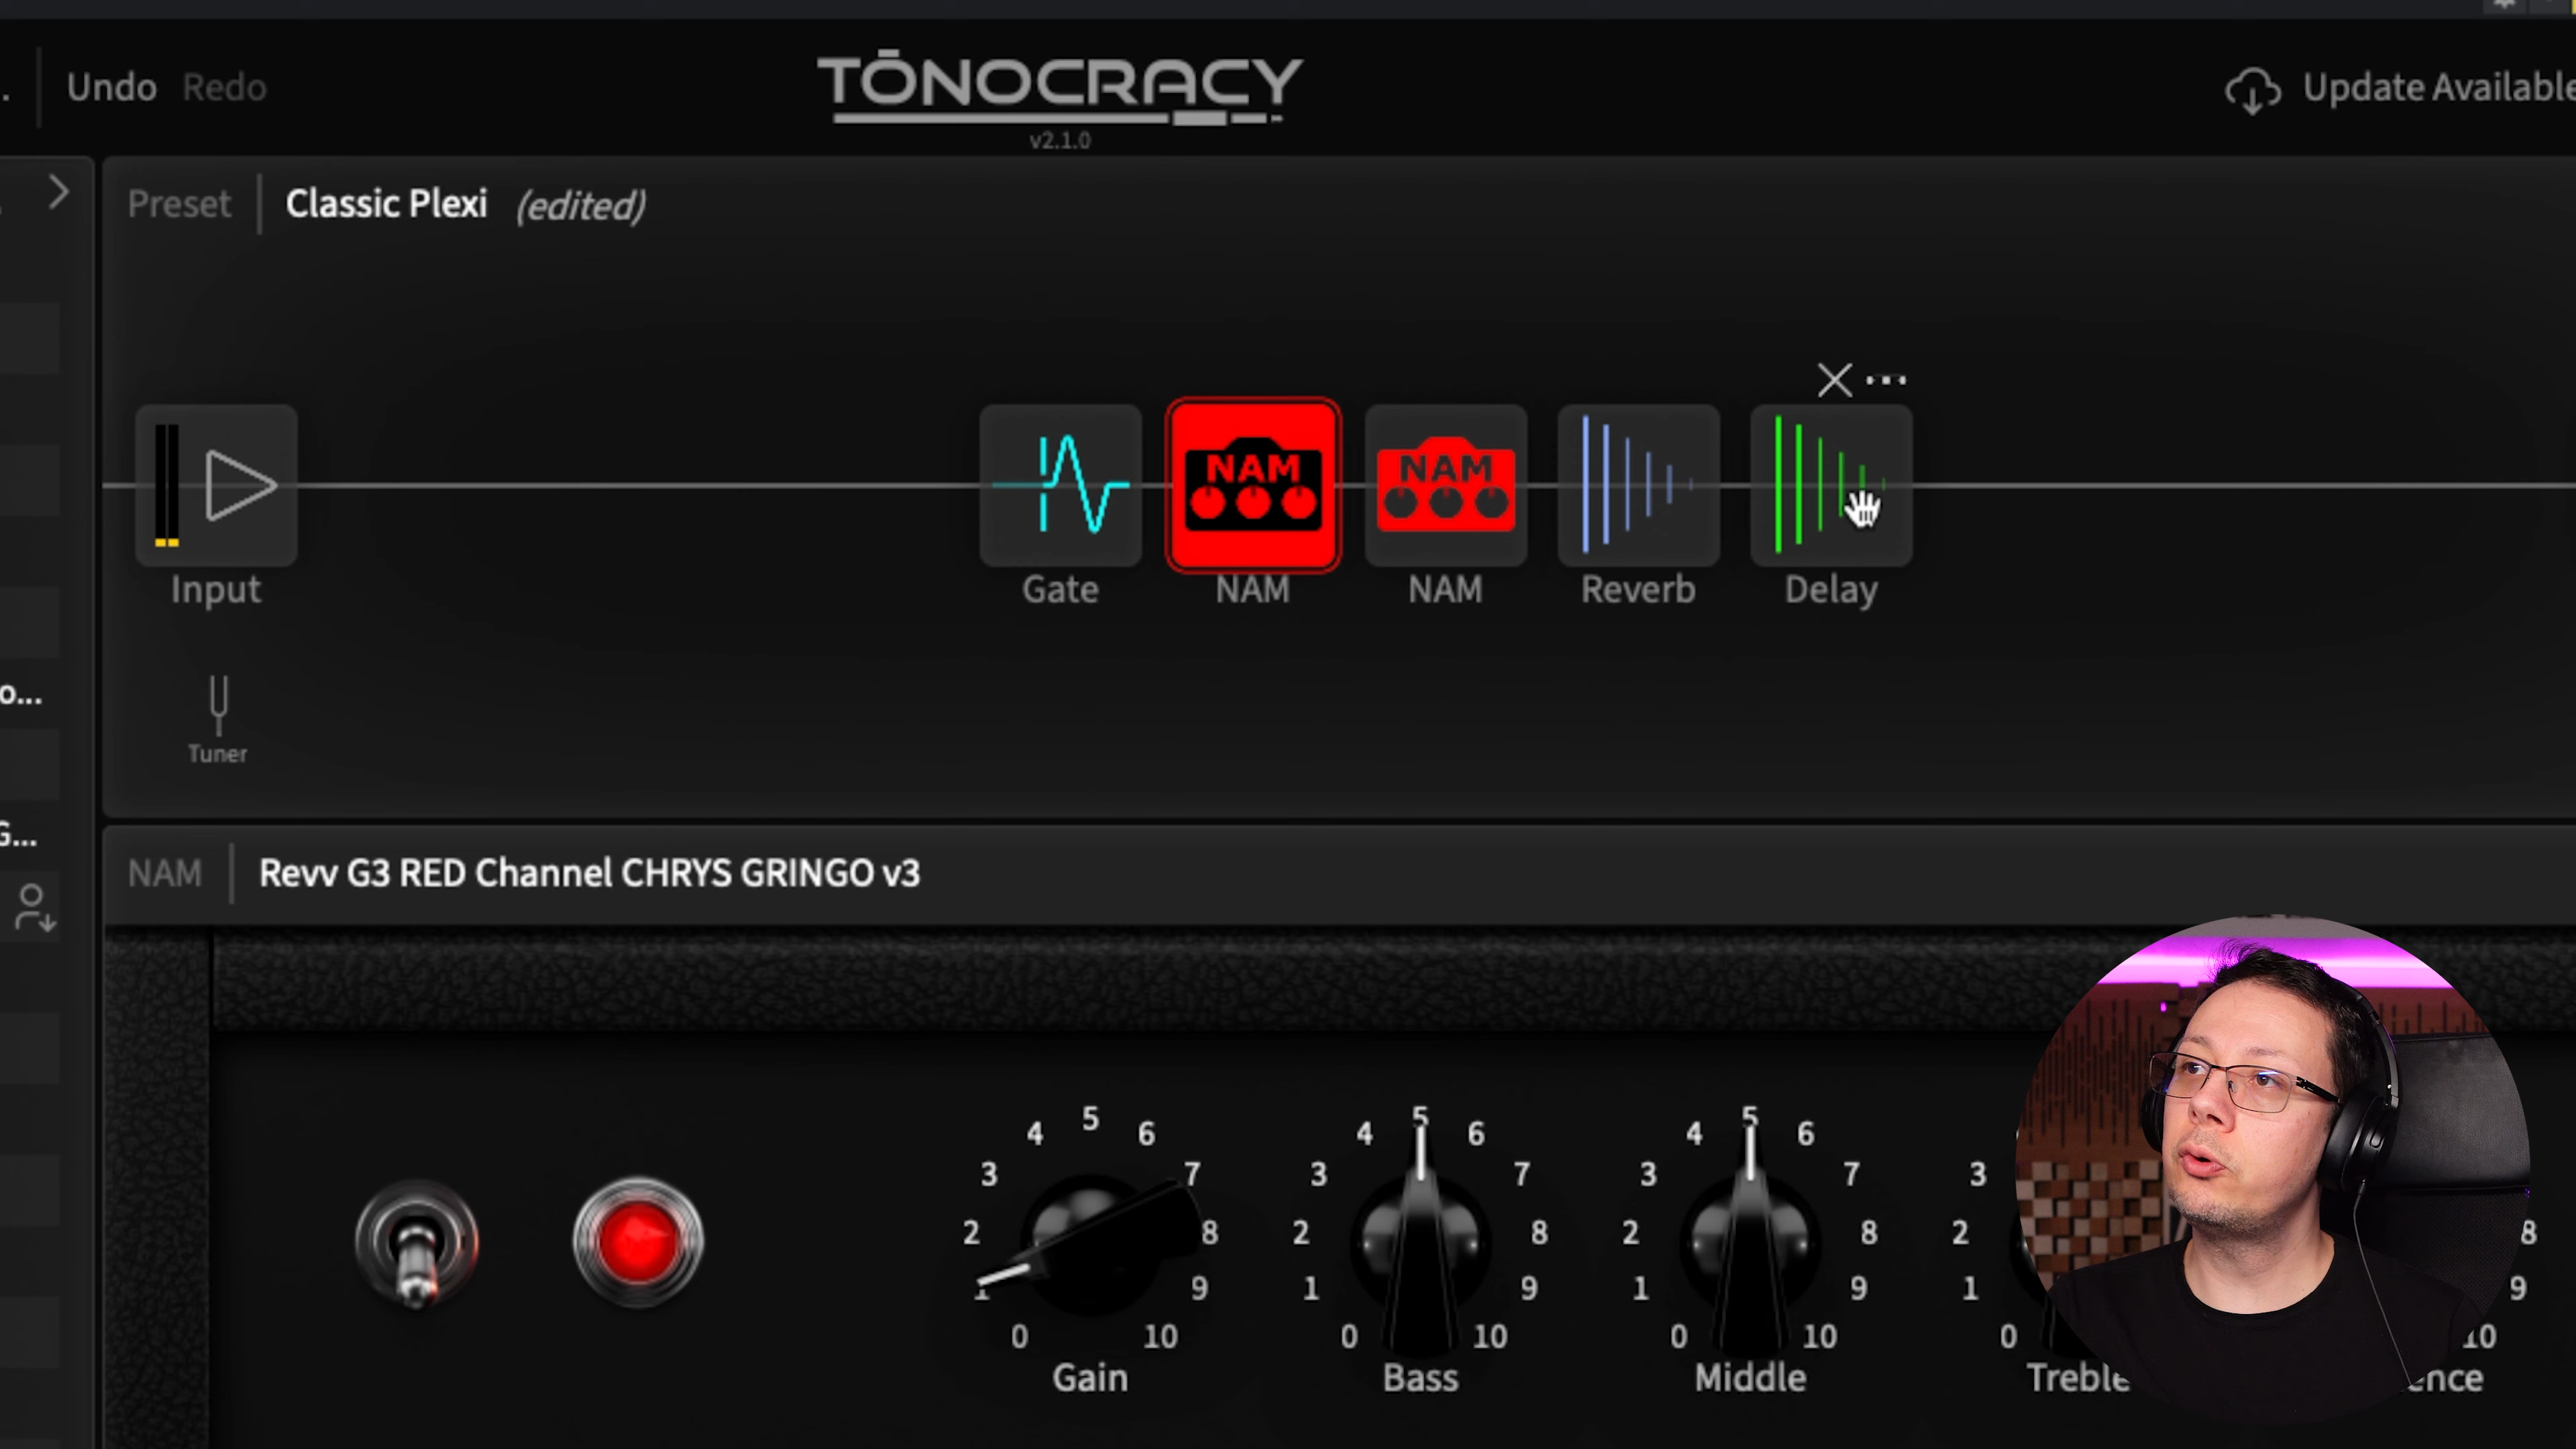 Undo Redo
TŌNOCRACY
v2.1.0
Update Available
Preset Classic Plexi (edited)
NAM NAM
Input Gate NAM NAM Reverb Delay
o...
Tuner
G...
NAM Revv G3 RED Channel CHRYS GRINGO v3
0 1 2 3 4 5 6 7 8 9 10
Gain
0 1 2 3 4 5 6 7 8 9 10
Bass
0 1 2 3 4 5 6 7 8 9 10
Middle
0 1 2 3
Treble
8 9 10
ence